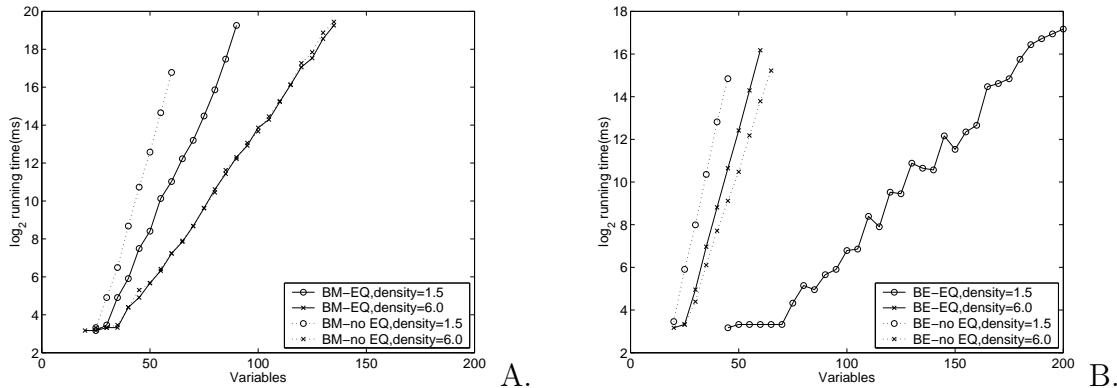 20
18
16
14
12
10
8
6
4
2
log2 running time(ms)
0 50 100 150 200
Variables
BM−EQ,density=1.5
BM−EQ,density=6.0
BM−no EQ,density=1.5
BM−no EQ,density=6.0
A.
18
16
14
12
10
8
6
4
2
log2 running time(ms)
0 50 100 150 200
Variables
BE−EQ,density=1.5
BE−EQ,density=6.0
BE−no EQ,density=1.5
BE−no EQ,density=6.0
B.